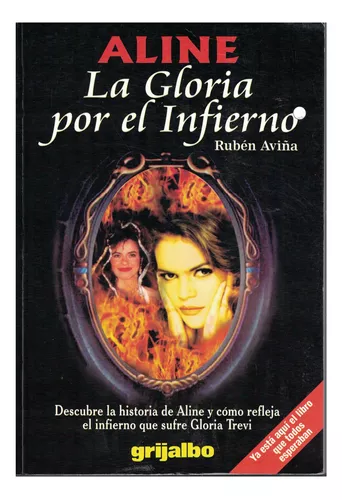 ALINE
La Gloria
por el Infierno
Rubén Aviña
Descubre la historia de Aline y cómo refleja
el infierno que sufre Gloria Trevi
grijalbo
Ya está aquí el libro
que todos
esperaban